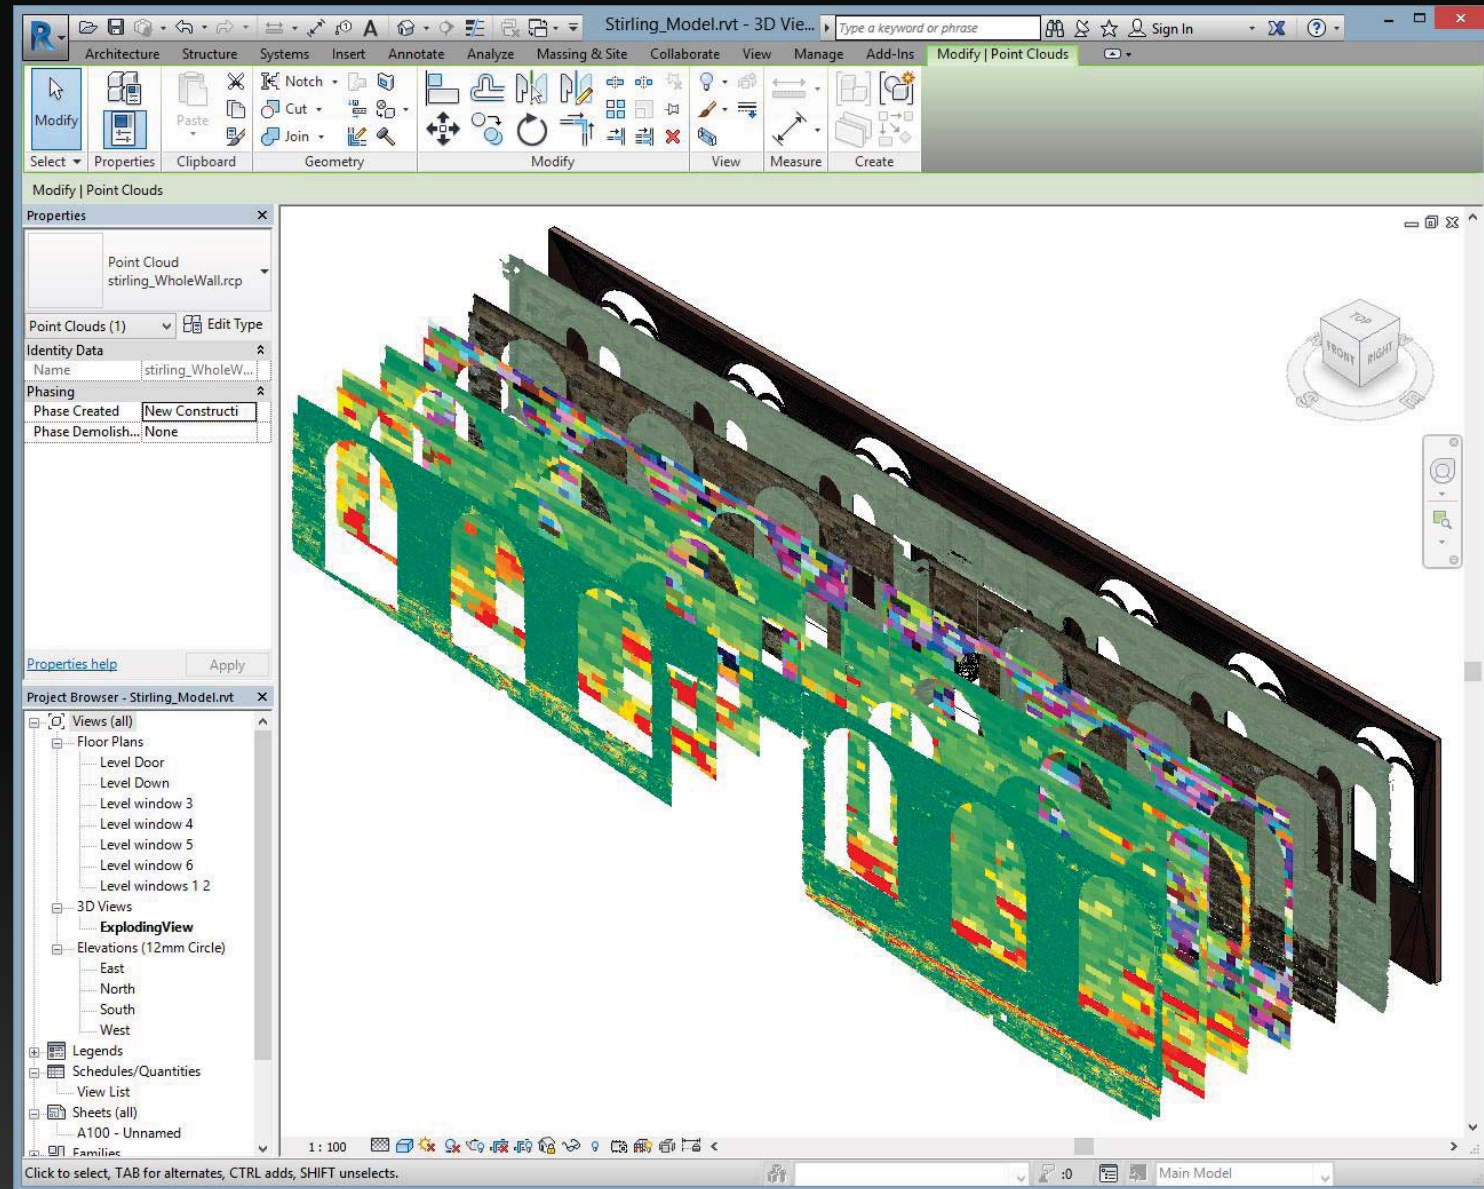 Stirling_Model.rvt - 3D Vie...
Type a keyword or phrase
Sign In
Architecture Structure Systems Insert Annotate Analyze Massing & Site Collaborate View Manage Add-Ins Modify | Point Clouds
Modify
Paste
Notch
Cut
Join
Select Properties Clipboard Geometry Modify View Measure Create
Modify | Point Clouds
Properties
Point Cloud
stirling_WholeWall.rcp
Point Clouds (1) Edit Type
Identity Data
Name stirling_WholeW...
Phasing
Phase Created New Constructi
Phase Demolish... None
Properties help Apply
Project Browser - Stirling_Model.rvt
Views (all)
Floor Plans
Level Door
Level Down
Level window 3
Level window 4
Level window 5
Level window 6
Level windows 1 2
3D Views
ExplodingView
Elevations (12mm Circle)
East
North
South
West
Legends
Schedules/Quantities
View List
Sheets (all)
A100 - Unnamed
Families
TOP
FRONT
RIGHT
1 : 100
Click to select, TAB for alternates, CTRL adds, SHIFT unselects.
:0
Main Model